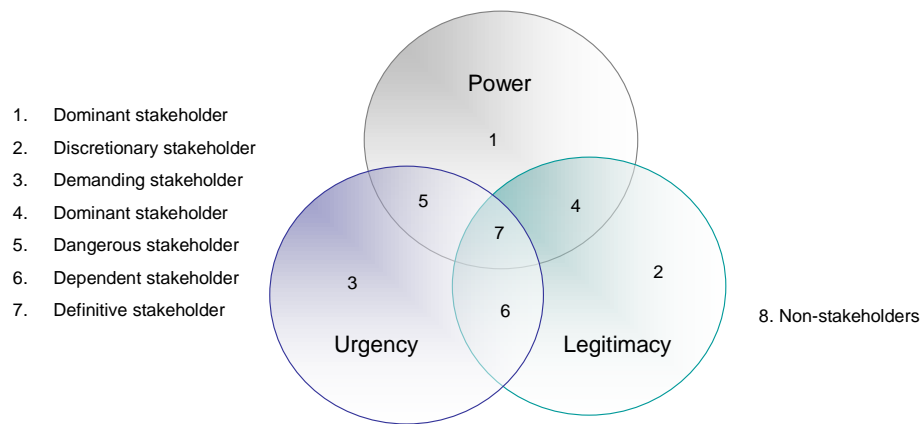 Power
1. Dominant stakeholder
2. Discretionary stakeholder
3. Demanding stakeholder
4. Dominant stakeholder
5. Dangerous stakeholder
6. Dependent stakeholder
7. Definitive stakeholder
1
5
4
7
3
2
6
8. Non-stakeholders
Urgency
Legitimacy